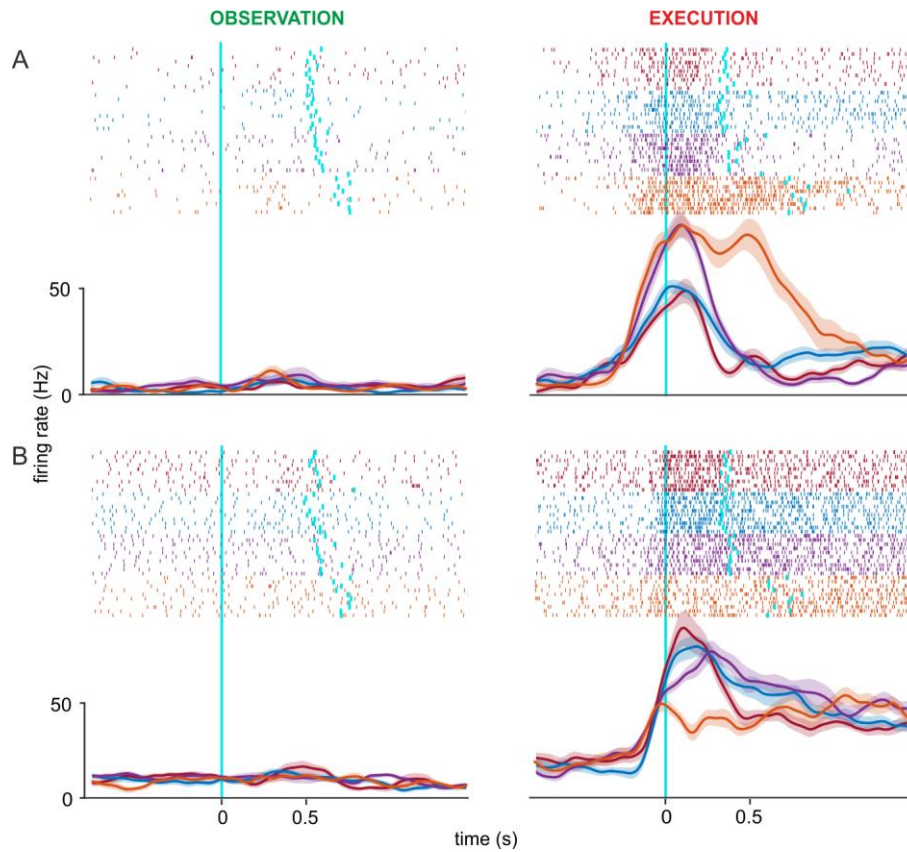 OBSERVATION
EXECUTION
A
50
0
firing rate (Hz)
B
50
0
0
0.5
0
0.5
time (s)